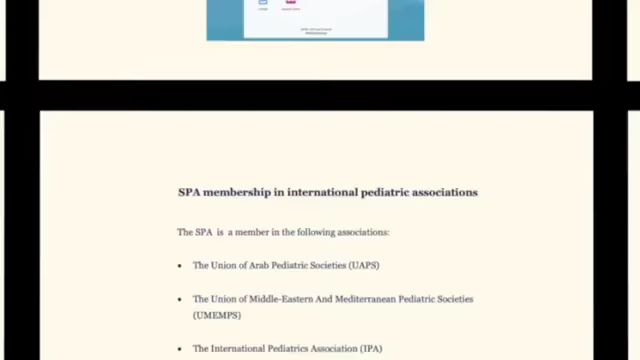 SPA membership in international pediatric associations
The SPA is a member in the following associations:
• The Union of Arab Pediatric Societies (UAPS)
• The Union of Middle-Eastern And Mediterranean Pediatric Societies
(UMEMPS)
• The International Pediatrics Association (IPA)